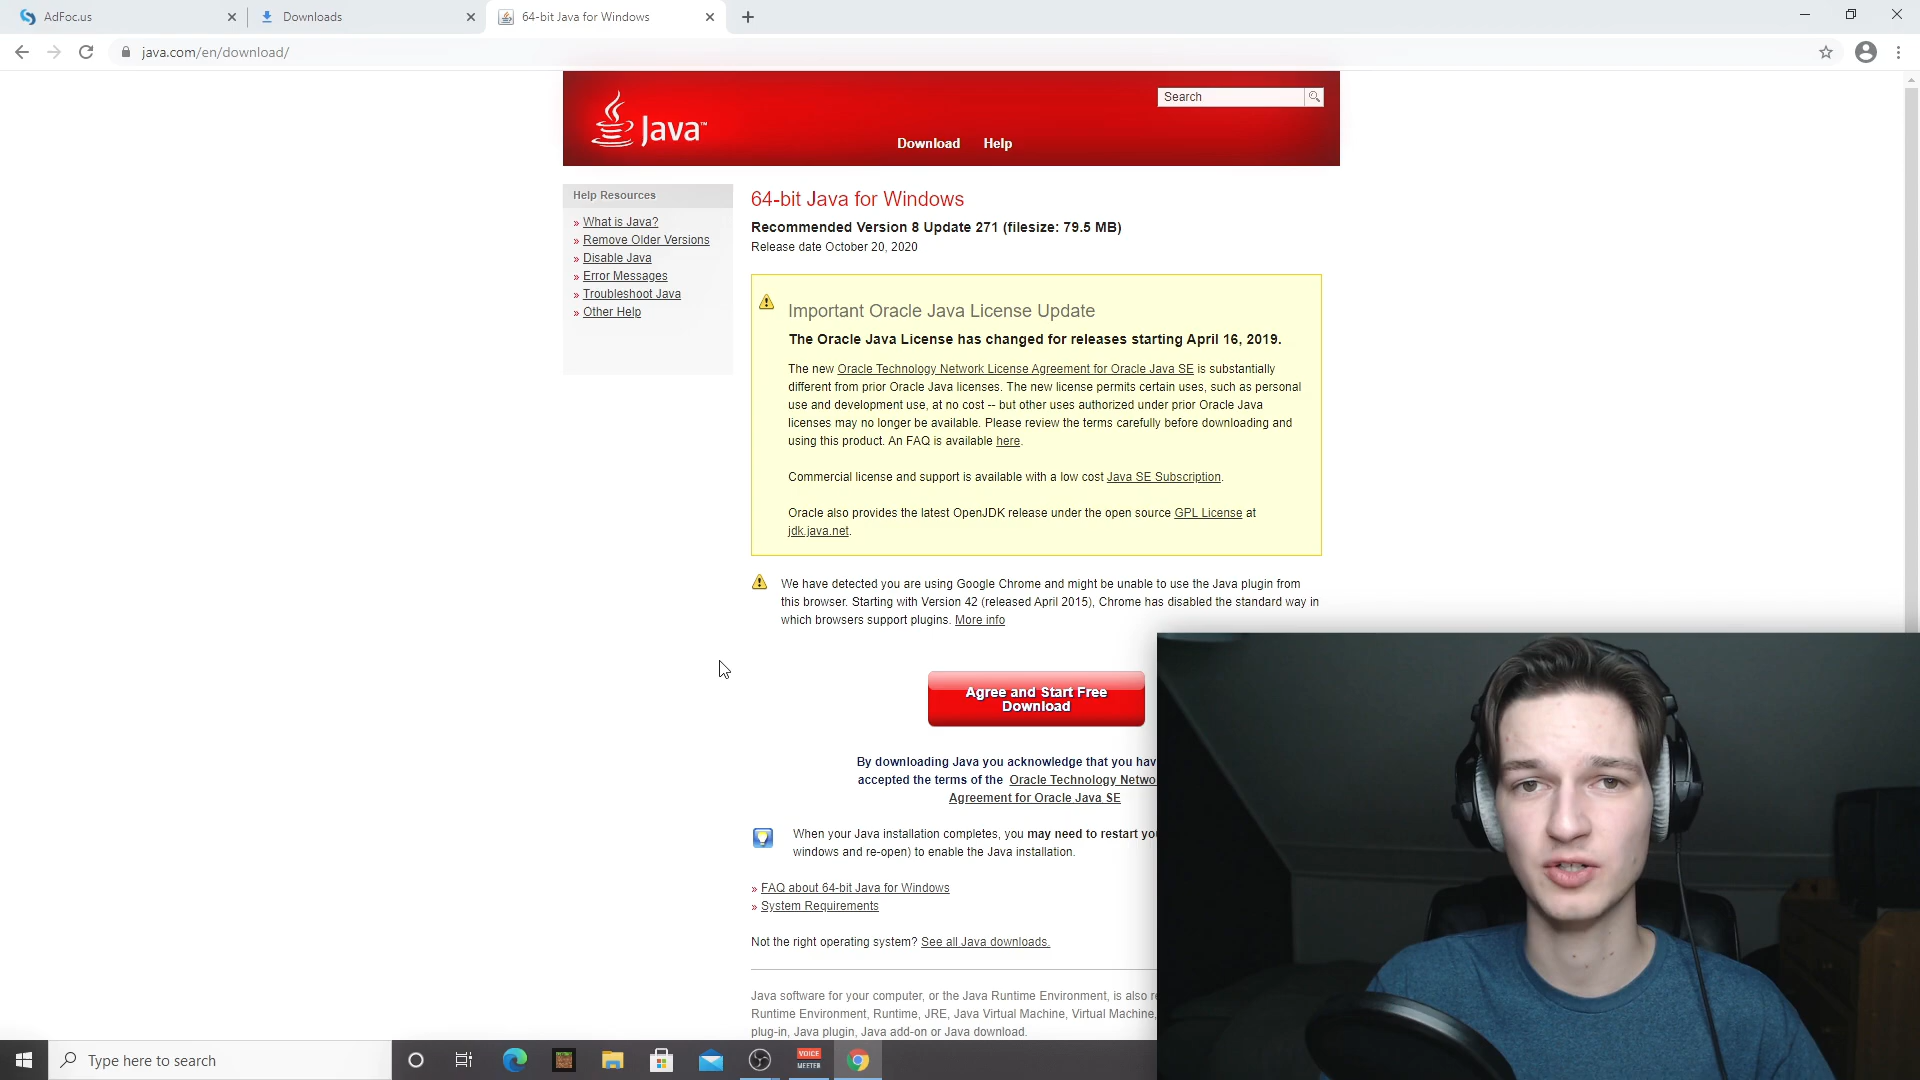 AdFoc.us
Downloads
64-bit Java for Windows
java.com/en/download/
Search
Java™
Download Help
Help Resources
» What is Java?
» Remove Older Versions
» Disable Java
» Error Messages
» Troubleshoot Java
» Other Help
64-bit Java for Windows
Recommended Version 8 Update 271 (filesize: 79.5 MB)
Release date October 20, 2020
Important Oracle Java License Update
The Oracle Java License has changed for releases starting April 16, 2019.
The new Oracle Technology Network License Agreement for Oracle Java SE is substantially
different from prior Oracle Java licenses. The new license permits certain uses, such as personal
use and development use, at no cost -- but other uses authorized under prior Oracle Java
licenses may no longer be available. Please review the terms carefully before downloading and
using this product. An FAQ is available here.
Commercial license and support is available with a low cost Java SE Subscription.
Oracle also provides the latest OpenJDK release under the open source GPL License at
jdk.java.net.
We have detected you are using Google Chrome and might be unable to use the Java plugin from
this browser. Starting with Version 42 (released April 2015), Chrome has disabled the standard way in
which browsers support plugins. More info
Agree and Start Free
Download
By downloading Java you acknowledge that you hav
accepted the terms of the Oracle Technology Netwo
Agreement for Oracle Java SE
When your Java installation completes, you may need to restart yo
windows and re-open) to enable the Java installation.
» FAQ about 64-bit Java for Windows
» System Requirements
Not the right operating system? See all Java downloads.
Java software for your computer, or the Java Runtime Environment, is also re
Runtime Environment, Runtime, JRE, Java Virtual Machine, Virtual Machine,
plug-in, Java plugin, Java add-on or Java download.
Type here to search
VOICE
MEETER